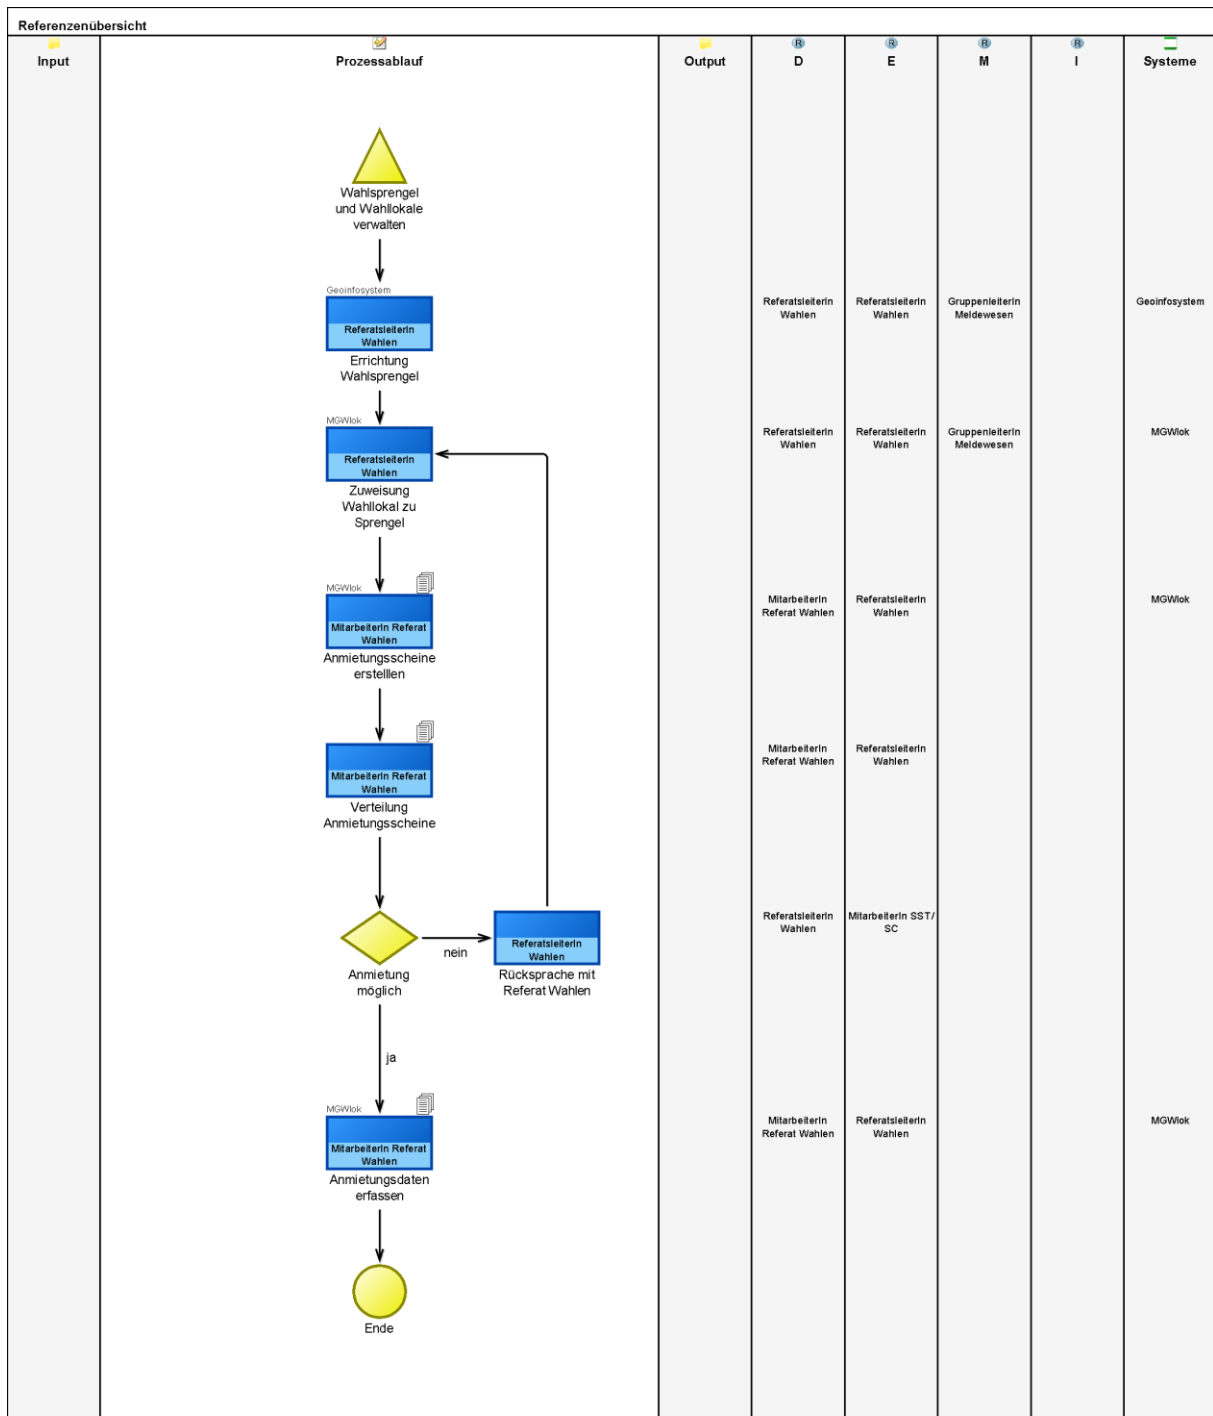 Referenzenübersicht
Input
Prozessablauf
Output
R
D
R
E
R
M
R
I
Systeme
Wahlsprengel
und Wahllokale
verwalten
Geoinfosystem
ReferatsleiterIn
Wahlen
Errichtung
Wahlsprengel
ReferatsleiterIn
Wahlen
ReferatsleiterIn
Wahlen
GruppenleiterIn
Meldewesen
Geoinfosystem
MGWlok
ReferatsleiterIn
Wahlen
Zuweisung
Wahllokal zu
Sprengel
ReferatsleiterIn
Wahlen
ReferatsleiterIn
Wahlen
GruppenleiterIn
Meldewesen
MGWlok
MGWlok
MitarbeiterIn Referat
Wahlen
Anmietungsscheine
erstelllen
MitarbeiterIn
Referat Wahlen
ReferatsleiterIn
Wahlen
MGWlok
MitarbeiterIn Referat
Wahlen
Verteilung
Anmietungsscheine
MitarbeiterIn
Referat Wahlen
ReferatsleiterIn
Wahlen
Anmietung
möglich
nein
ReferatsleiterIn
Wahlen
Rücksprache mit
Referat Wahlen
ReferatsleiterIn
Wahlen
MitarbeiterIn SST/
SC
ja
MGWlok
MitarbeiterIn Referat
Wahlen
Anmietungsdaten
erfassen
MitarbeiterIn
Referat Wahlen
ReferatsleiterIn
Wahlen
MGWlok
Ende